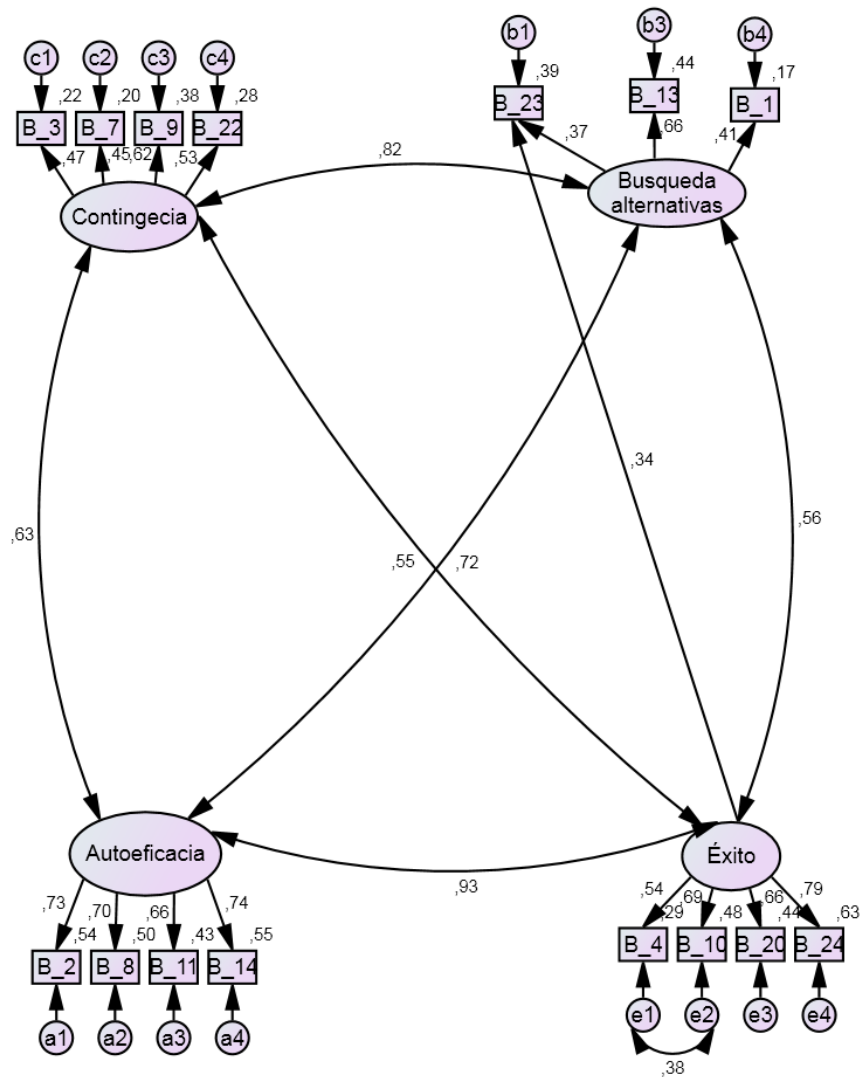 c1 c2 c3 c4
b1 b3 b4
,22 ,20 ,38 ,28
,39 ,44 ,17
B_3 B_7 B_9 B_22
B_23 B_13 B_1
,47 ,45 ,62 ,53
,37 ,66 ,41
,82
Contingecia
Busqueda
alternativas
,34
,63
,55 ,72
,56
Autoeficacia
Éxito
,93
,73 ,70 ,66 ,74
,54 ,69 ,66 ,79
,54 ,50 ,43 ,55
,29 ,48 ,44 ,63
B_2 B_8 B_11 B_14
B_4 B_10 B_20 B_24
a1 a2 a3 a4
e1 e2 e3 e4
,38